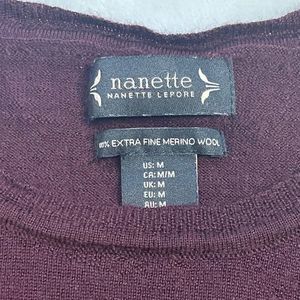 nanette
NANETTE LEPORE
100% EXTRA FINE MERINO WOOL
US: M
CA: M/M
UK: M
EU: M
AU: M